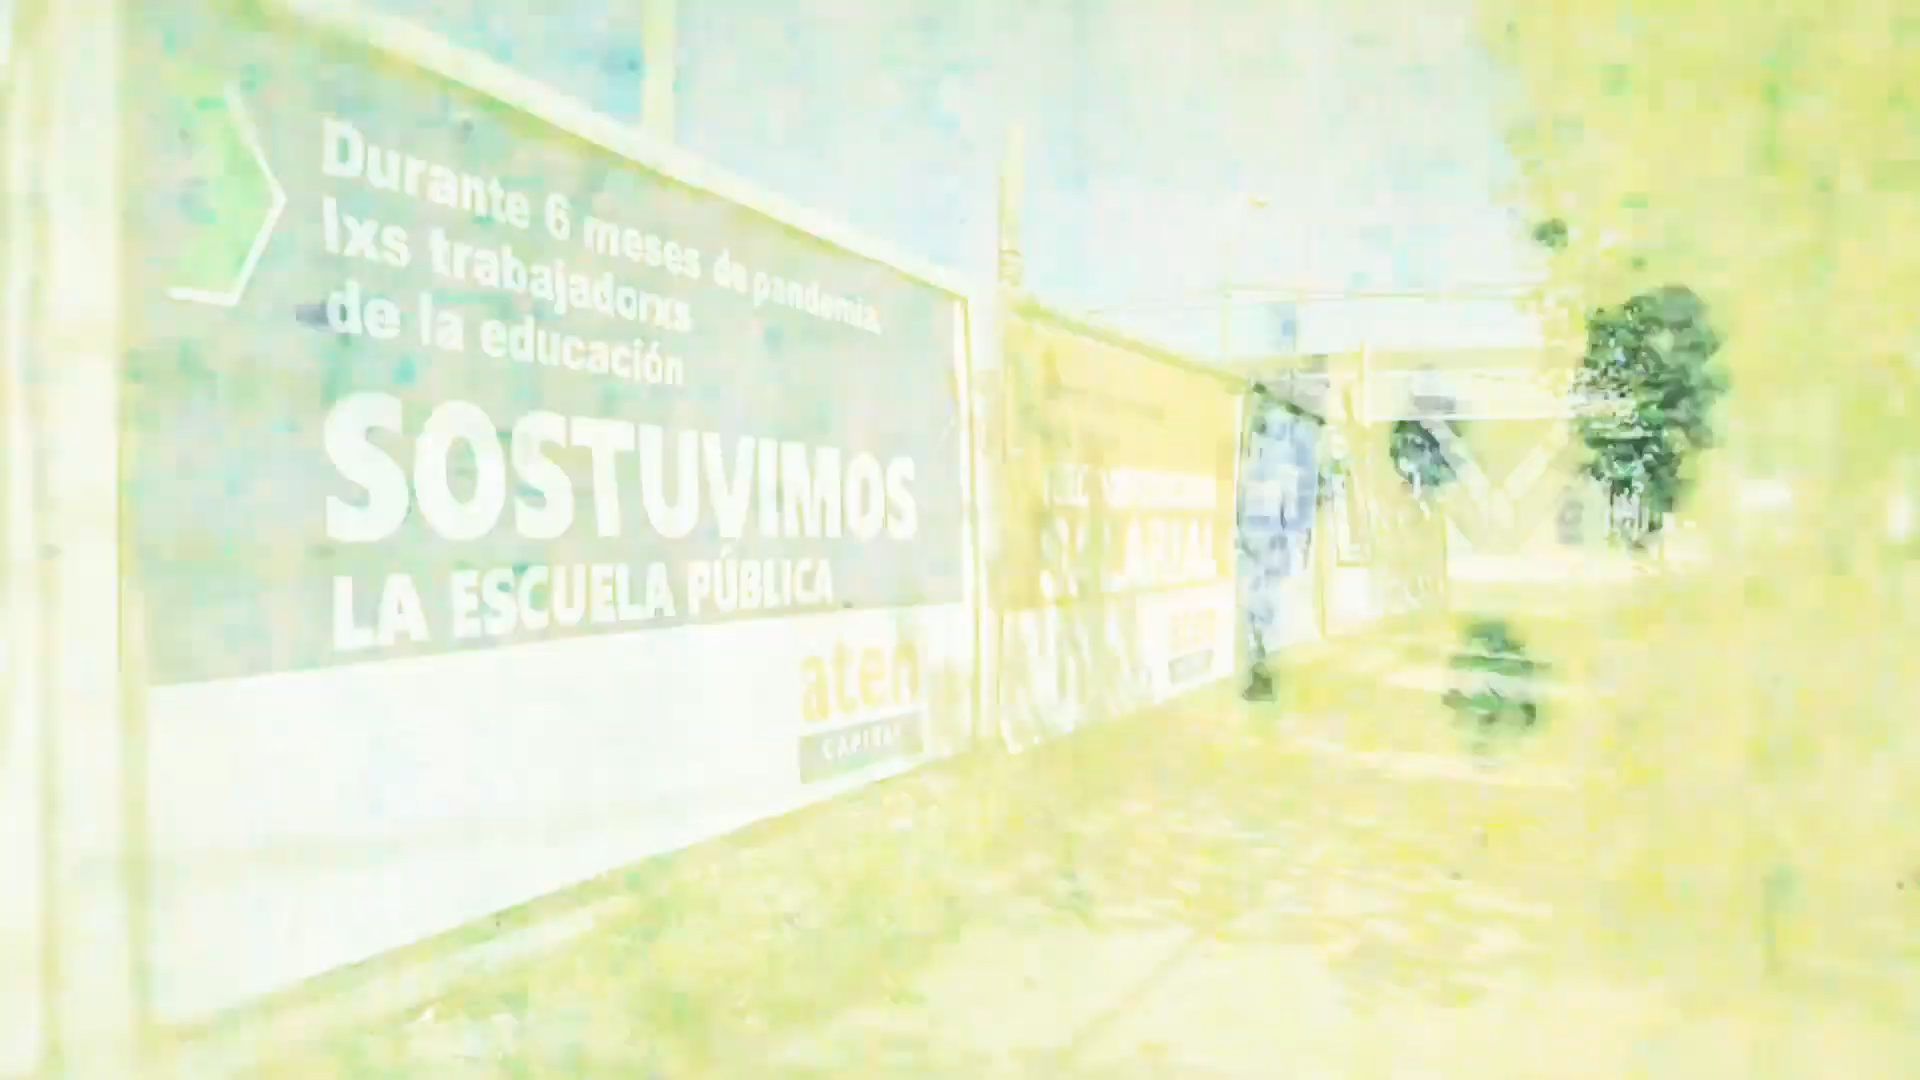 Durante 6 meses de pandemia,
lxs trabajadorxs
de la educación
SOSTUVIMOS
LA ESCUELA PÚBLICA
aten
CAPITAL